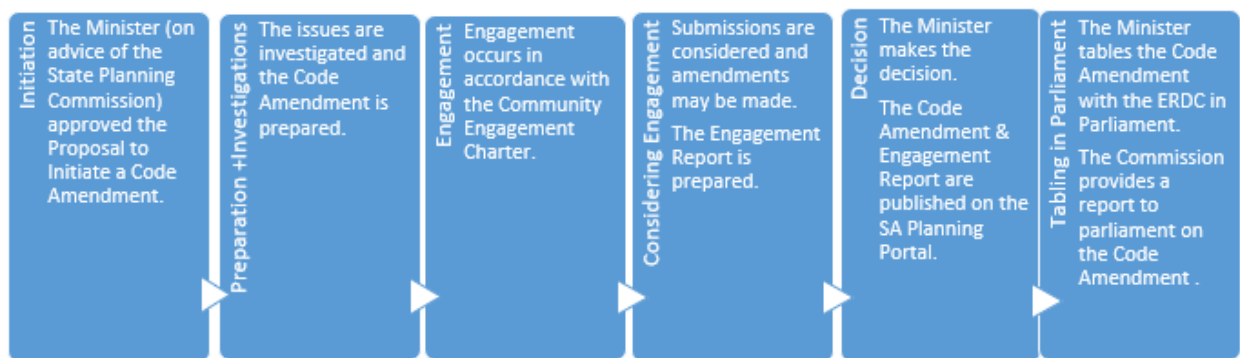 Initiation
The Minister (on
advice of the
State Planning
Commission)
approved the
Proposal to
Initiate a Code
Amendment.
Preparation +Investigations
The issues are
investigated and
the Code
Amendment is
prepared.
Engagement
Engagement
occurs in
accordance with
the Community
Engagement
Charter.
Considering Engagement
Submissions are
considered and
amendments
may be made.
The Engagement
Report is
prepared.
Decision
The Minister
makes the
decision.
The Code
Amendment &
Engagement
Report are
published on the
SA Planning
Portal.
Tabling in Parliament
The Minister
tables the Code
Amendment
with the ERDC in
Parliament.
The Commission
provides a
report to
parliament on
the Code
Amendment .